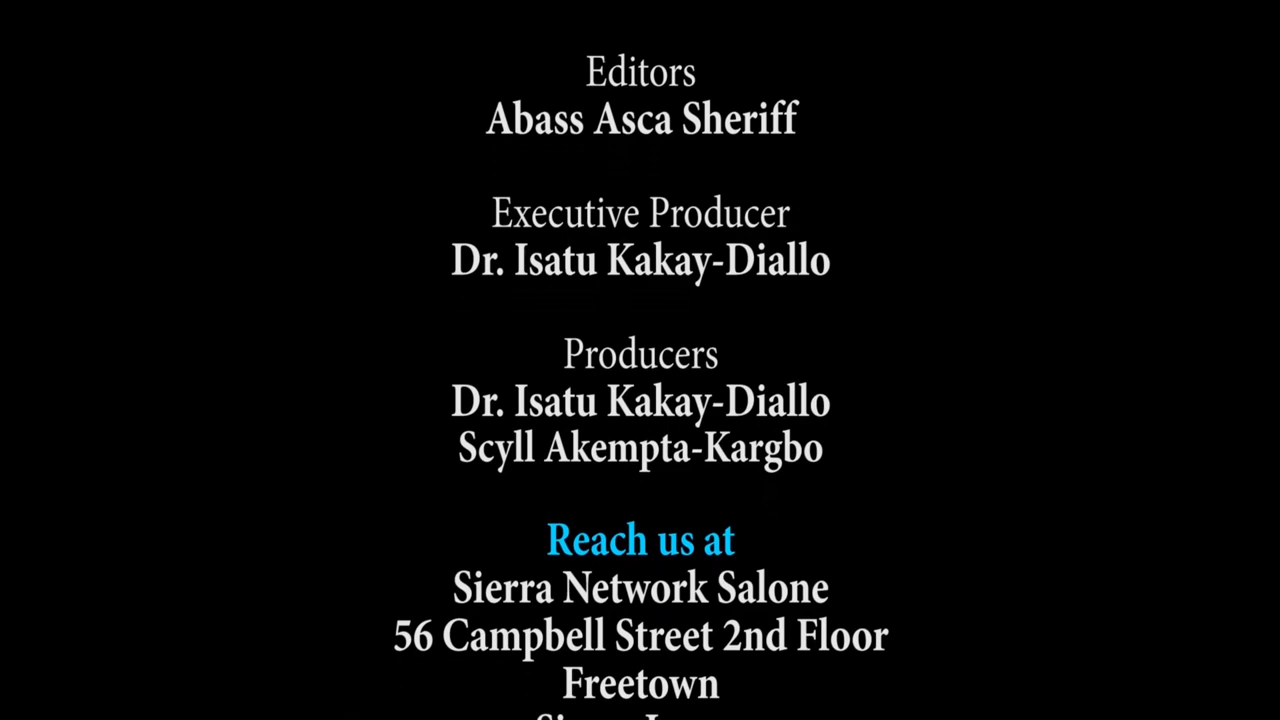 Editors
Abass Asca Sheriff
Executive Producer
Dr. Isatu Kakay-Diallo
Producers
Dr. Isatu Kakay-Diallo
Scyll Akempta-Kargbo
Reach us at
Sierra Network Salone
56 Campbell Street 2nd Floor
Freetown